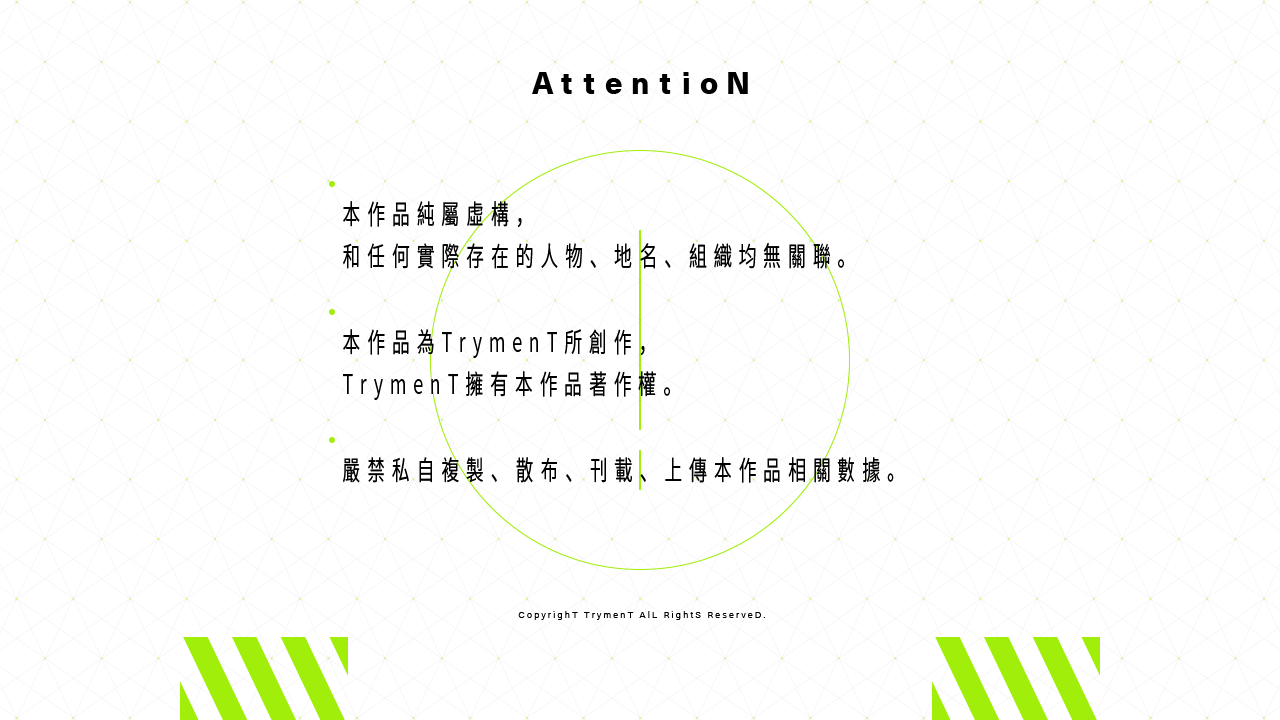 AttentioN
本作品純屬虛構，
和任何實際存在的人物、地名、組織均無關聯。
本作品為TrymenT所創作，
TrymenT擁有本作品著作權。
嚴禁私自複製、散布、刊載、上傳本作品相關數據。
CopyrighT TrymenT AlL RightS ReserveD.